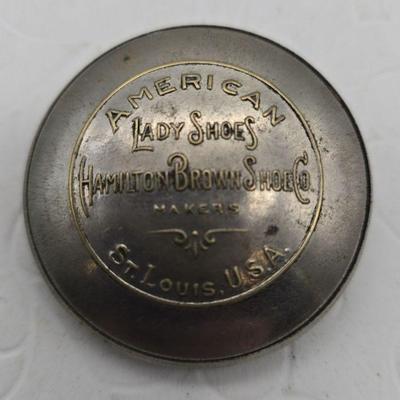 AMERICAN
LADY SHOES
HAMILTON BROWN SHOE CO.
MAKERS
ST. LOUIS, U.S.A.